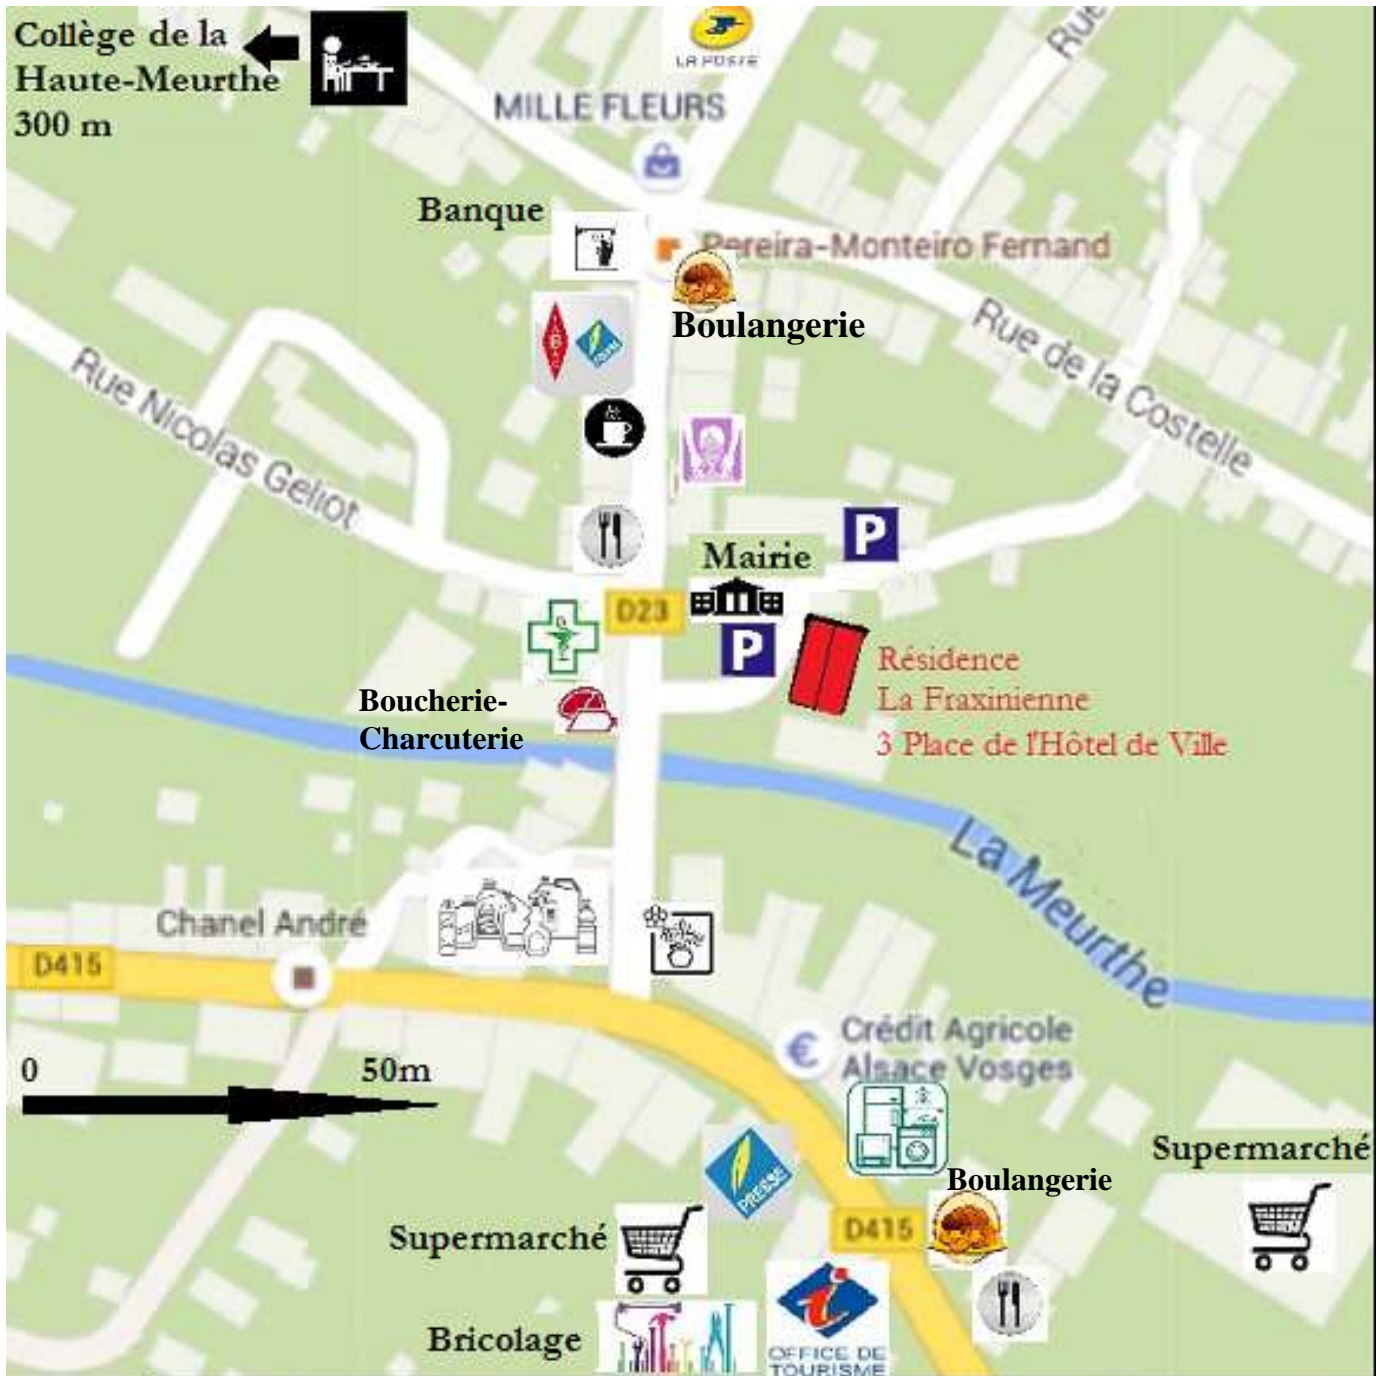 Collège de la
Haute-Meurthe
300 m
LA POSTE
Rue
MILLE FLEURS
Banque
Pereira-Monteiro Fernand
Boulangerie
TABAC
Rue de la Costelle
Rue Nicolas Geliot
P
Mairie
D23
P
Résidence
La Fraxinienne
3 Place de l'Hôtel de Ville
Boucherie-
Charcuterie
La Meurthe
Chanel André
D415
€ Crédit Agricole
Alsace Vosges
0 50m
PRESSE
Supermarché
Boulangerie
D415
Supermarché
Bricolage
OFFICE DE
TOURISME